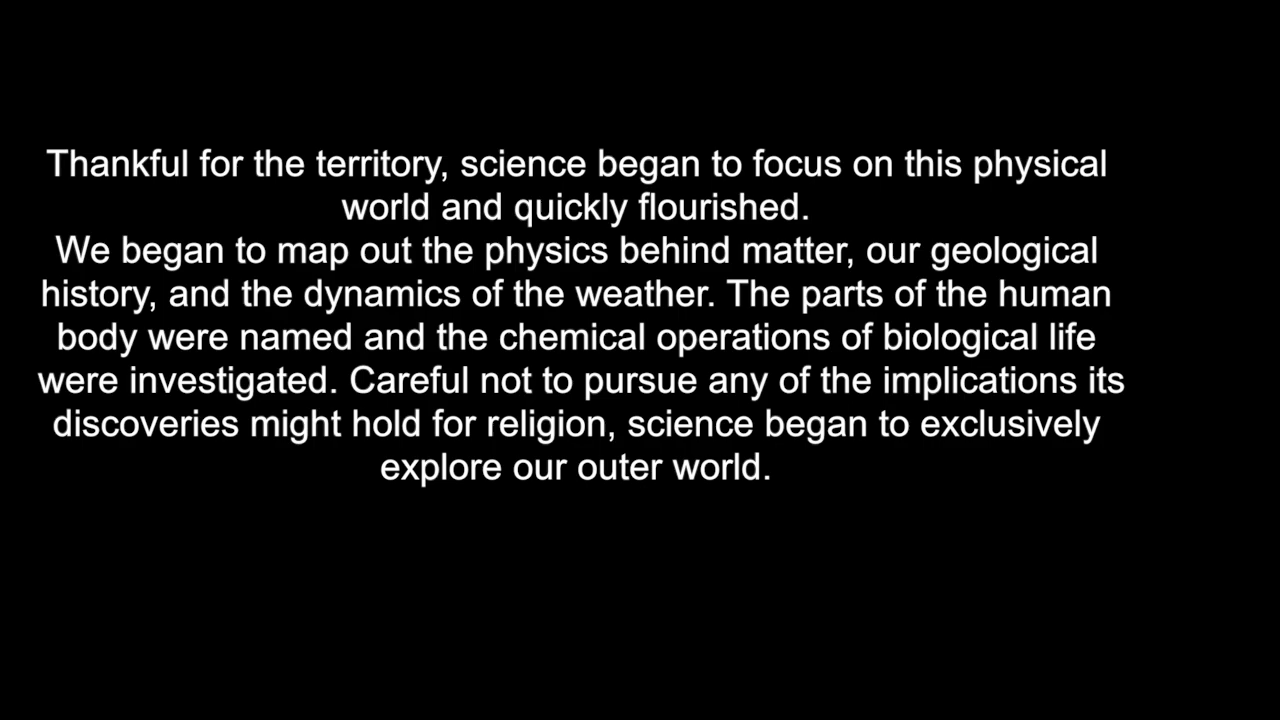 Thankful for the territory, science began to focus on this physical
world and quickly flourished.
We began to map out the physics behind matter, our geological
history, and the dynamics of the weather. The parts of the human
body were named and the chemical operations of biological life
were investigated. Careful not to pursue any of the implications its
discoveries might hold for religion, science began to exclusively
explore our outer world.